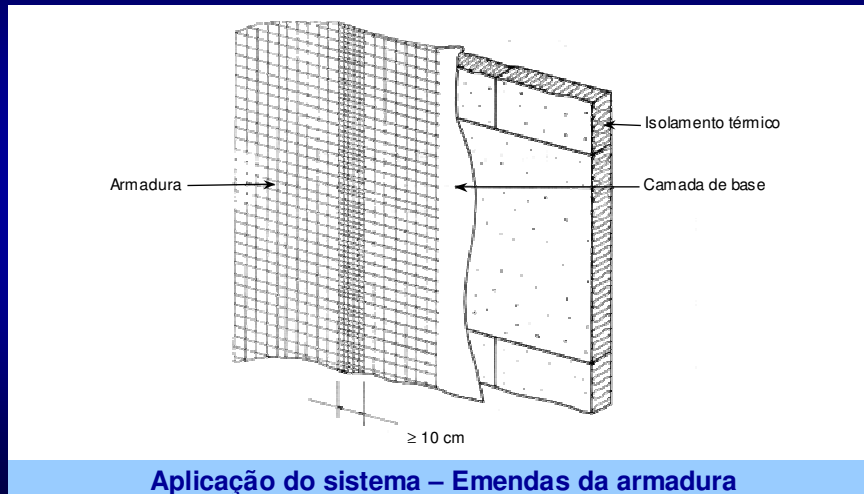 Isolamento térmico
Armadura
Camada de base
≥ 10 cm
Aplicação do sistema – Emendas da armadura